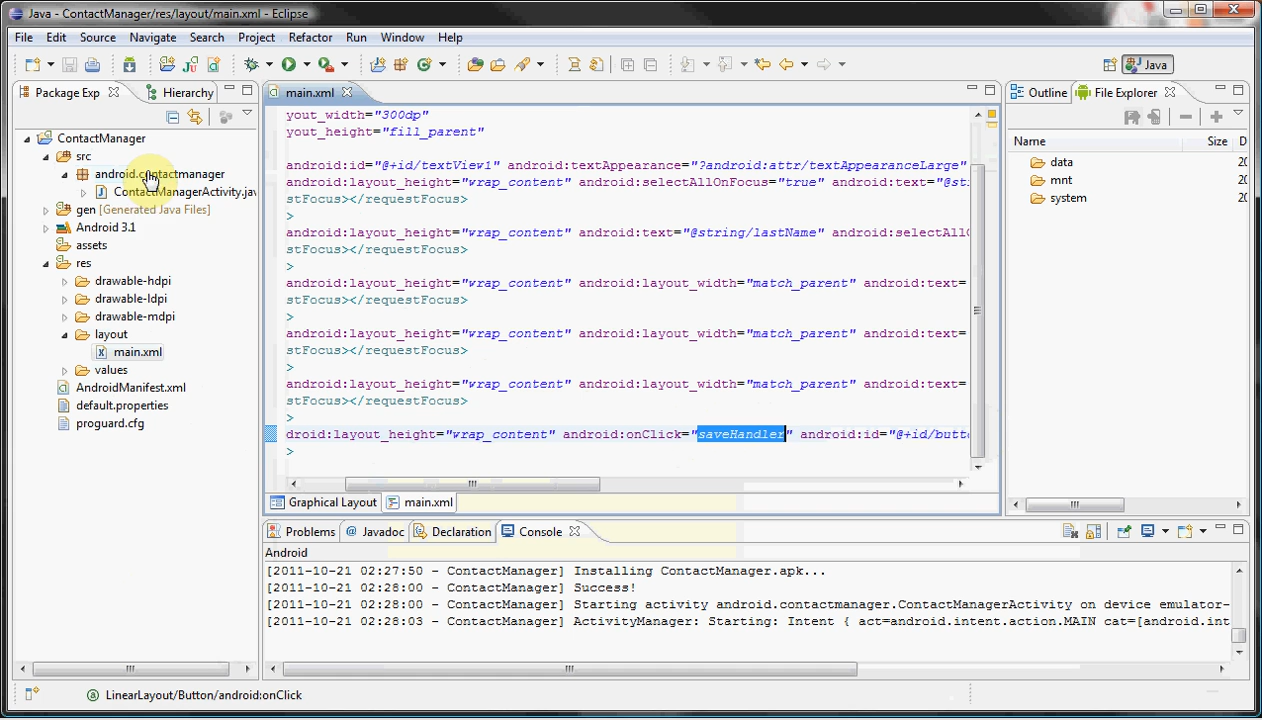 Java - ContactManager/res/layout/main.xml - Eclipse
File Edit Source Refactor Navigate Search Project Refactor Run Window Help
Java
Package Exp
Hierarchy
ContactManager
src
android.contactmanager
ContactManagerActivity.jav
gen [Generated Java Files]
Android 3.1
assets
res
drawable-hdpi
drawable-ldpi
drawable-mdpi
layout
main.xml
values
AndroidManifest.xml
default.properties
proguard.cfg
main.xml
yout_width="300dp"
yout_height="fill_parent"
android:id="@+id/textView1" android:textAppearance="?android:attr/textAppearanceLarge"
android:layout_height="wrap_content" android:selectAllOnFocus="true" android:text="@st
stFocus></requestFocus>
>
android:layout_height="wrap_content" android:text="@string/lastName" android:selectAll
stFocus></requestFocus>
>
android:layout_height="wrap_content" android:layout_width="match_parent" android:text=
stFocus></requestFocus>
>
android:layout_height="wrap_content" android:layout_width="match_parent" android:text=
stFocus></requestFocus>
>
android:layout_height="wrap_content" android:layout_width="match_parent" android:text=
stFocus></requestFocus>
>
droid:layout_height="wrap_content" android:onClick="saveHandler" android:id="@+id/butt
>
Graphical Layout
main.xml
Outline
File Explorer
Name Size D
data 20
mnt 20
system 20
Problems
Javadoc
Declaration
Console
Android
[2011-10-21 02:27:50 - ContactManager] Installing ContactManager.apk...
[2011-10-21 02:28:00 - ContactManager] Success!
[2011-10-21 02:28:00 - ContactManager] Starting activity android.contactmanager.ContactManagerActivity on device emulator-
[2011-10-21 02:28:03 - ContactManager] ActivityManager: Starting: Intent { act=android.intent.action.MAIN cat=[android.int
LinearLayout/Button/android:onClick